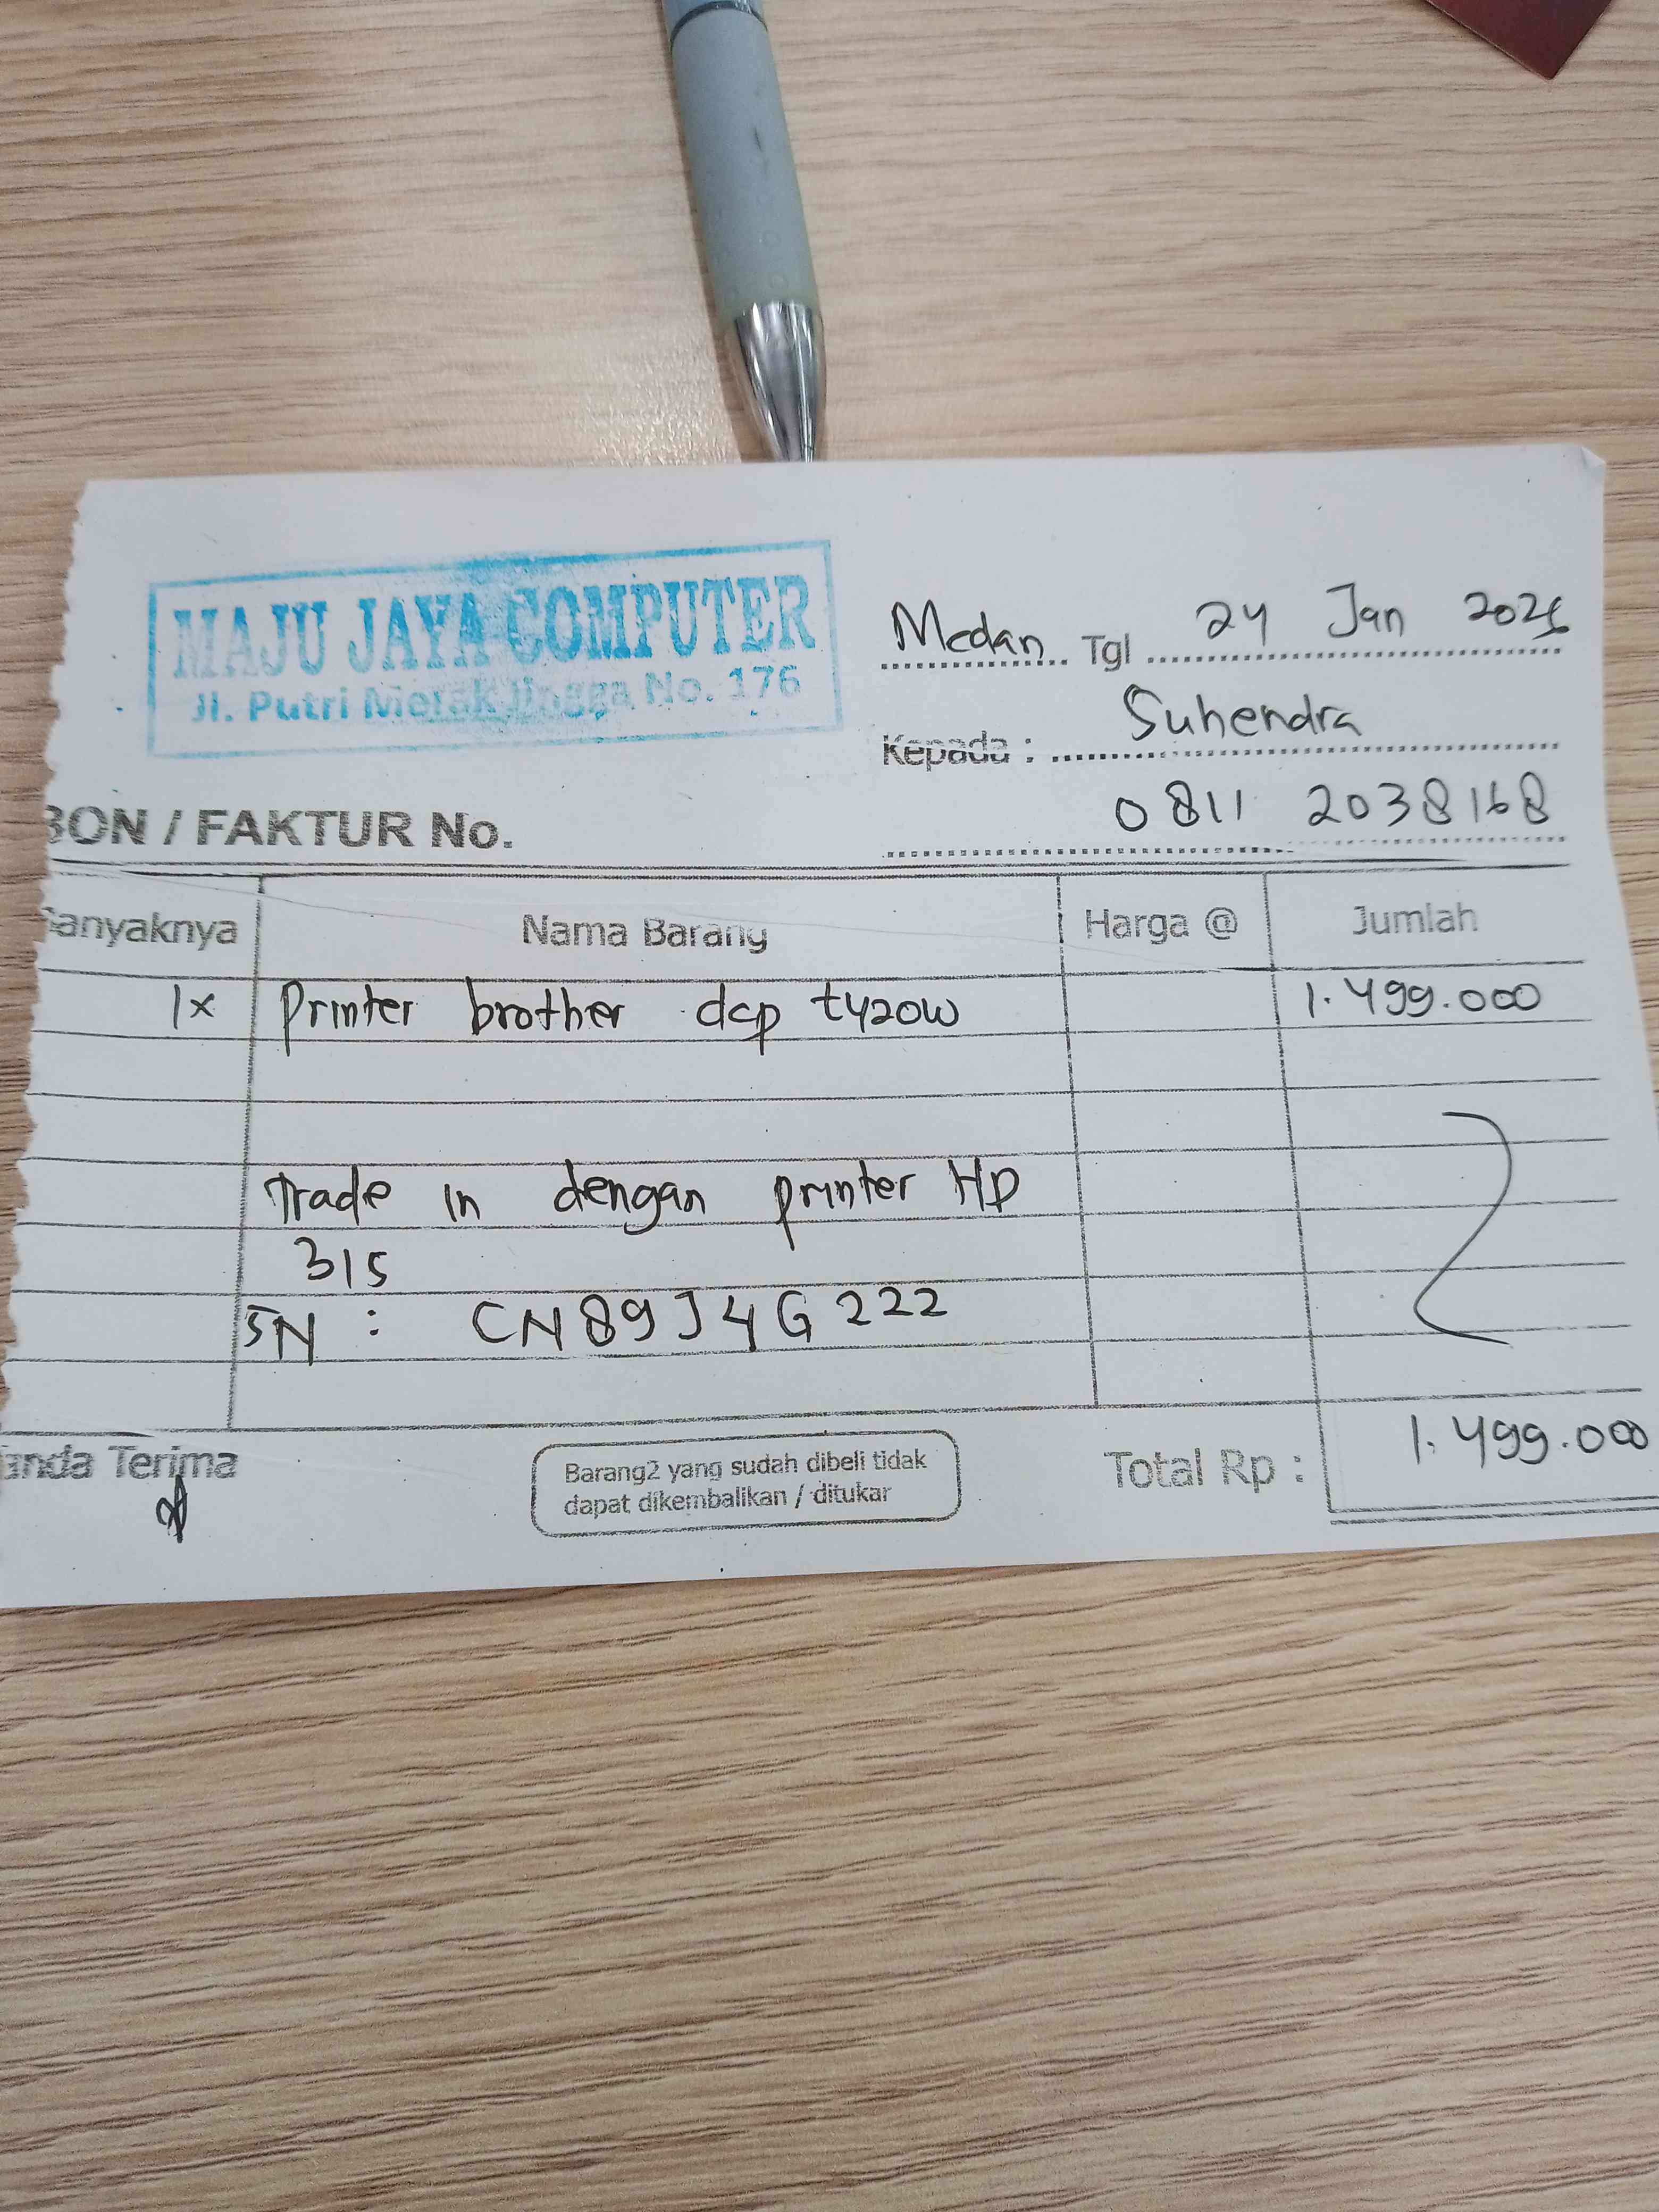 MAJU JAYA COMPUTER
Jl. Putri Merak Jingga No. 176
Medan Tgl 24 Jan
Kepada : Suhendra
0811 2038168
BON / FAKTUR No.
Banyaknya Nama Barang Harga @ Jumlah
1x Printer brother dcp t420w 1.499.000
Trade in dengan printer HP
315
SN : CN89J4G222
Tanda Terima
Barang2 yang sudah dibeli tidak
dapat dikembalikan / ditukar
Total Rp : 1.499.000